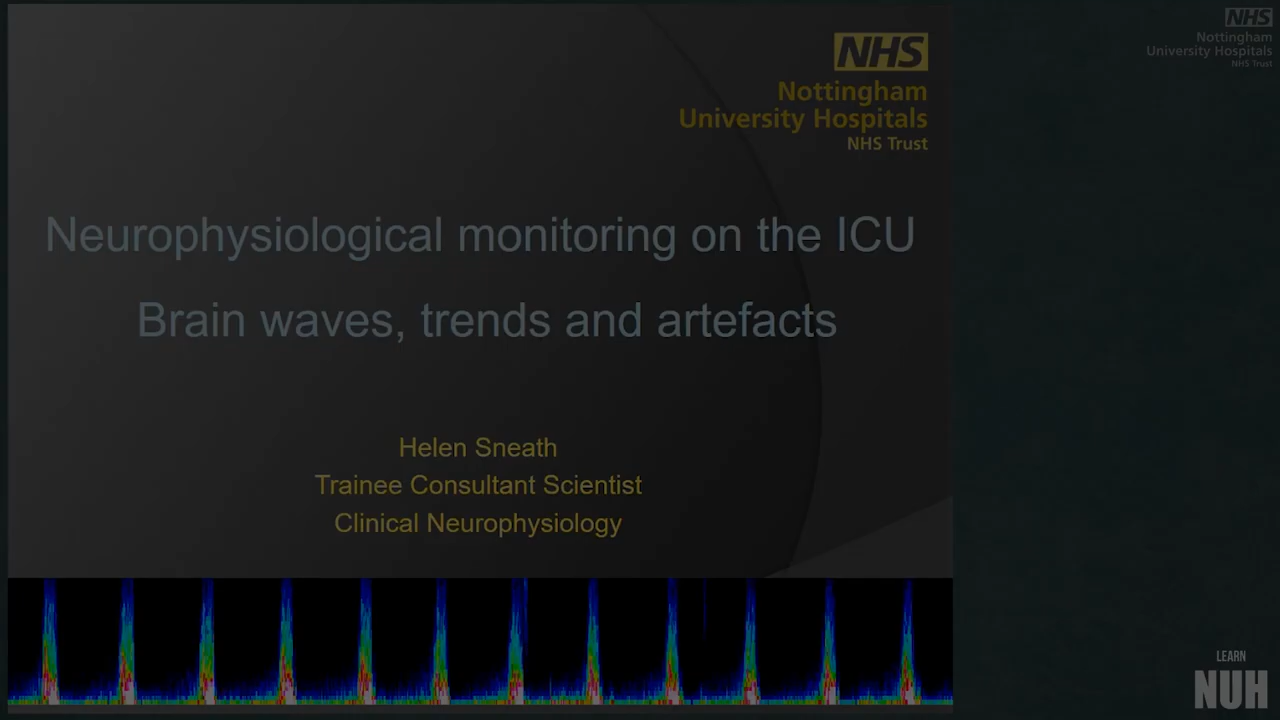 NHS
Nottingham
University Hospitals
NHS Trust
Neurophysiological monitoring on the ICU
Brain waves, trends and artefacts
Helen Sneath
Trainee Consultant Scientist
Clinical Neurophysiology
NHS
Nottingham
University Hospitals
NHS Trust
LEARN
NUH